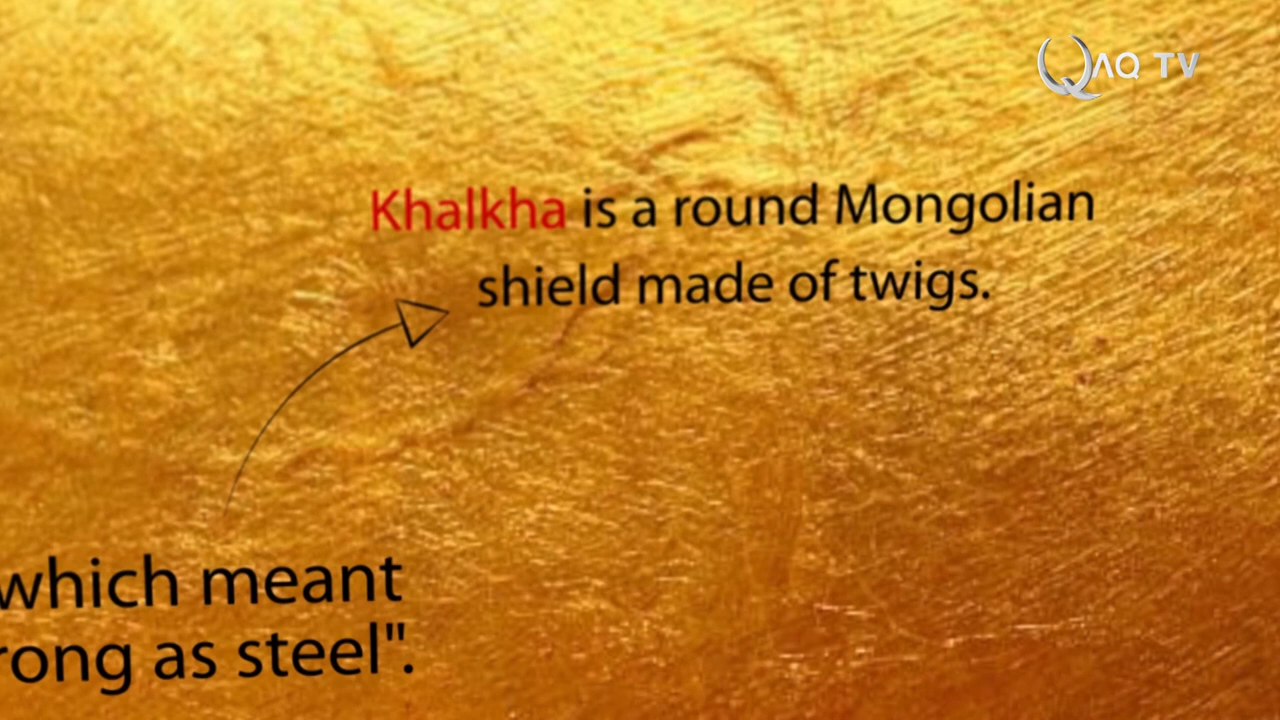 QAQ TV
Khalkha is a round Mongolian
shield made of twigs.
which meant
rong as steel".